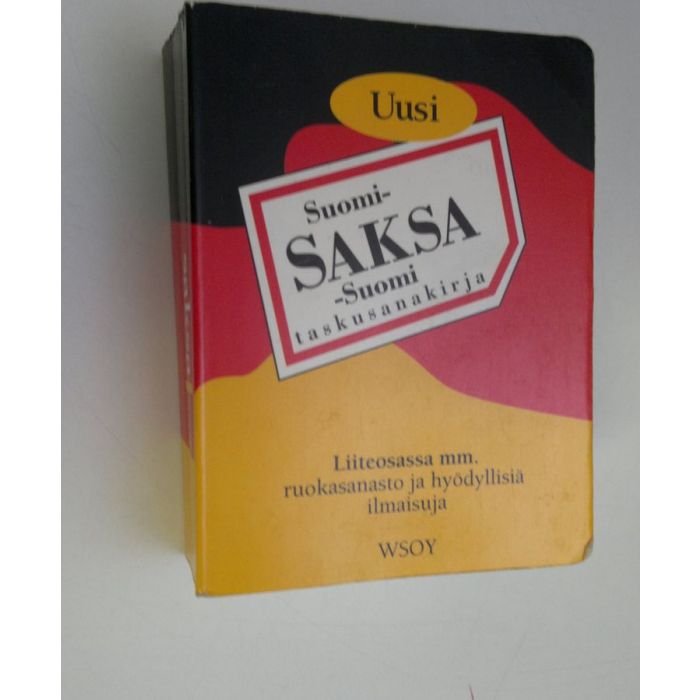 Uusi
Suomi-
SAKSA
-Suomi
taskusanakirja
Liiteosassa mm.
ruokasanasto ja hyödyllisiä
ilmaisuja
WSOY